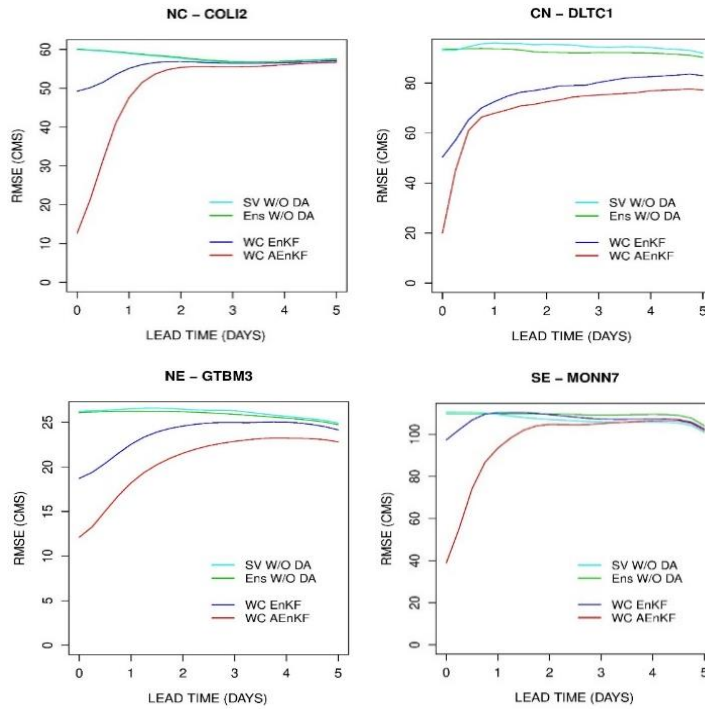 NC – COLI2
RMSE (CMS)
60
50
40
30
20
10
0
SV W/O DA
Ens W/O DA
WC EnKF
WC AEnKF
0 1 2 3 4 5
LEAD TIME (DAYS)
CN – DLTC1
RMSE (CMS)
80
60
40
20
0
SV W/O DA
Ens W/O DA
WC EnKF
WC AEnKF
0 1 2 3 4 5
LEAD TIME (DAYS)
NE – GTBM3
RMSE (CMS)
25
20
15
10
5
0
SV W/O DA
Ens W/O DA
WC EnKF
WC AEnKF
0 1 2 3 4 5
LEAD TIME (DAYS)
SE – MONN7
RMSE (CMS)
100
80
60
40
20
0
SV W/O DA
Ens W/O DA
WC EnKF
WC AEnKF
0 1 2 3 4 5
LEAD TIME (DAYS)